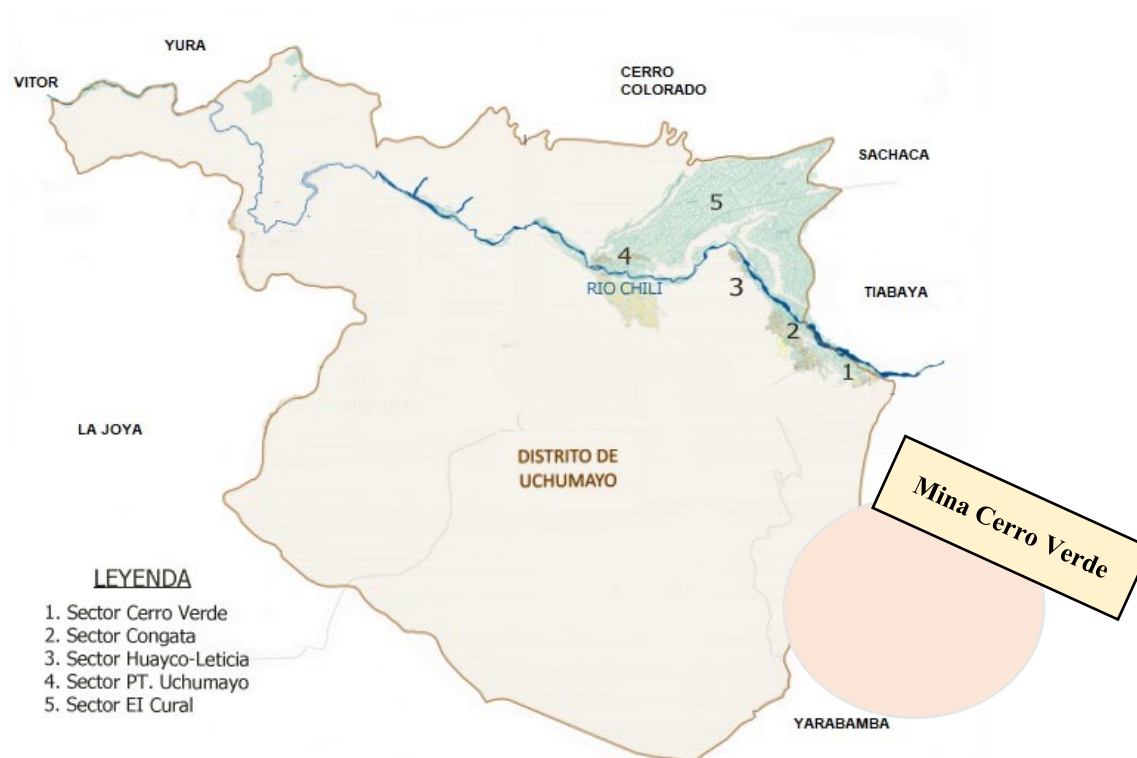 YURA
VITOR
CERRO
COLORADO
SACHACA
5
4
RIO CHILI
3
TIABAYA
2
1
LA JOYA
DISTRITO DE
UCHUMAYO
Mina Cerro Verde
LEYENDA
1. Sector Cerro Verde
2. Sector Congata
3. Sector Huayco-Leticia
4. Sector PT. Uchumayo
5. Sector EI Cural
YARABAMBA